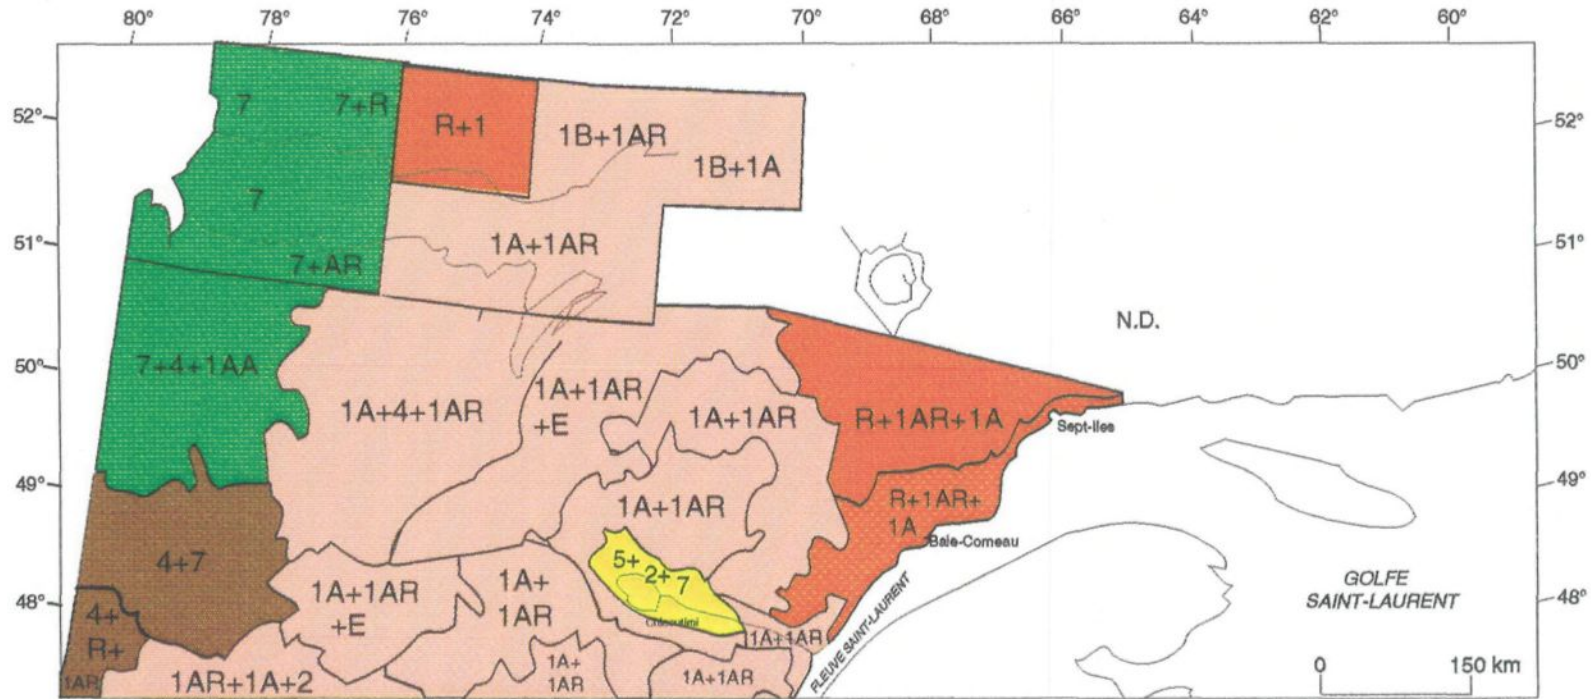 80° 78° 76° 74° 72° 70° 68° 66° 64° 62° 60°
52° 52°
7 7+R R+1 1B+1AR
1B+1A
7
51° 51°
1A+1AR
7+AR
N.D.
50° 50°
7+4+1AA
1A+4+1AR
1A+1AR
+E
1A+1AR
R+1AR+1A
Sept-Iles
49° 49°
1A+1AR
R+1AR+
1A
Baie-Comeau
4+7
5+
2+ 7
1A+1AR
+E
1A+
1AR
Chicoutimi
GOLFE
SAINT-LAURENT
48° 48°
4+
R+
1AR
1AR+1A+2
1A+
1AR
1A+1AR
1A+1AR
FLEUVE SAINT-LAURENT
0 150 km